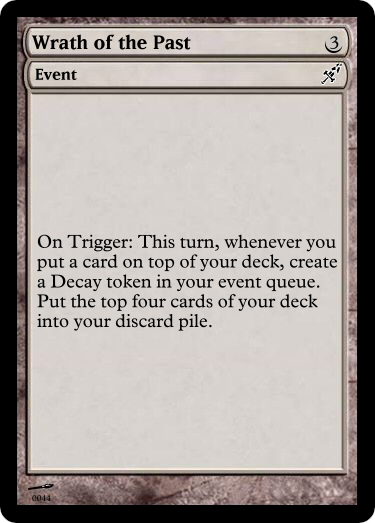 Wrath of the Past 3
Event
On Trigger: This turn, whenever you
put a card on top of your deck, create
a Decay token in your event queue.
Put the top four cards of your deck
into your discard pile.
0044